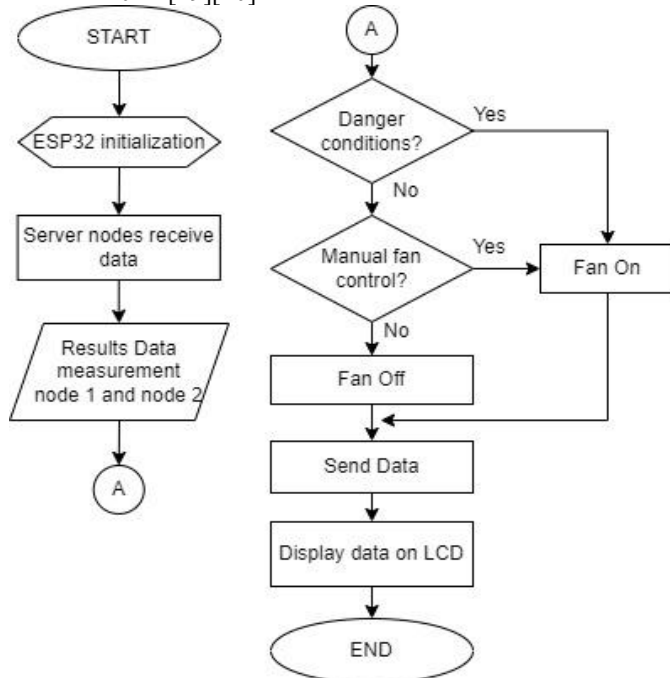 START
ESP32 initialization
Server nodes receive
data
Results Data
measurement
node 1 and node 2
A
A
Danger
conditions?
Yes
No
Manual fan
control?
Yes
Fan On
No
Fan Off
Send Data
Display data on LCD
END